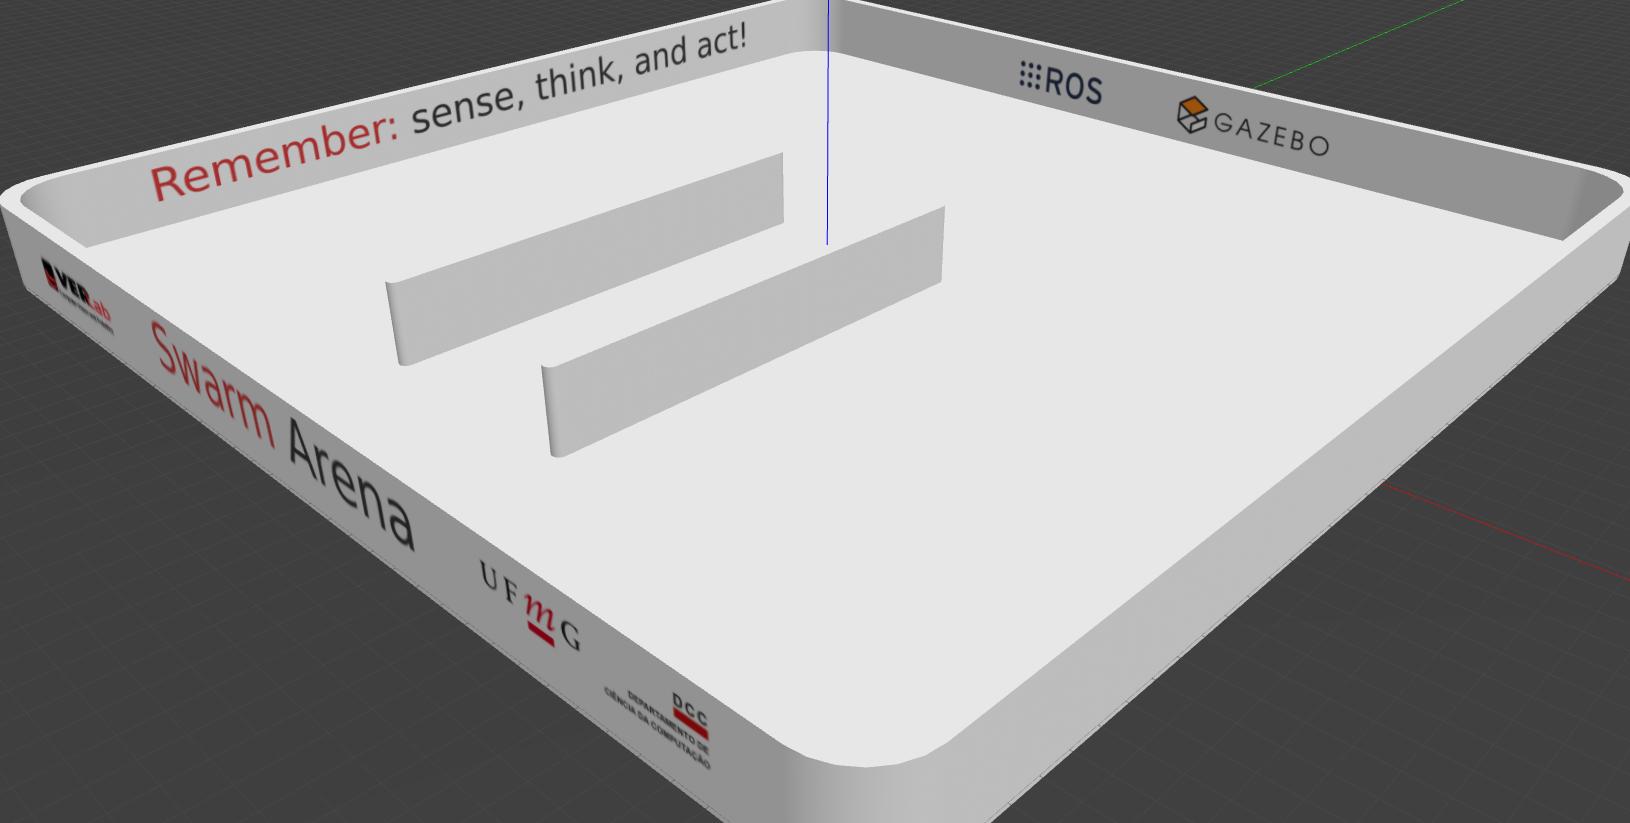 Remember: sense, think, and act!
ROS
GAZEBO
VERLab
Swarm Arena
UFmG
DCC
DEPARTAMENTO DE
CIÊNCIA DA COMPUTAÇÃO